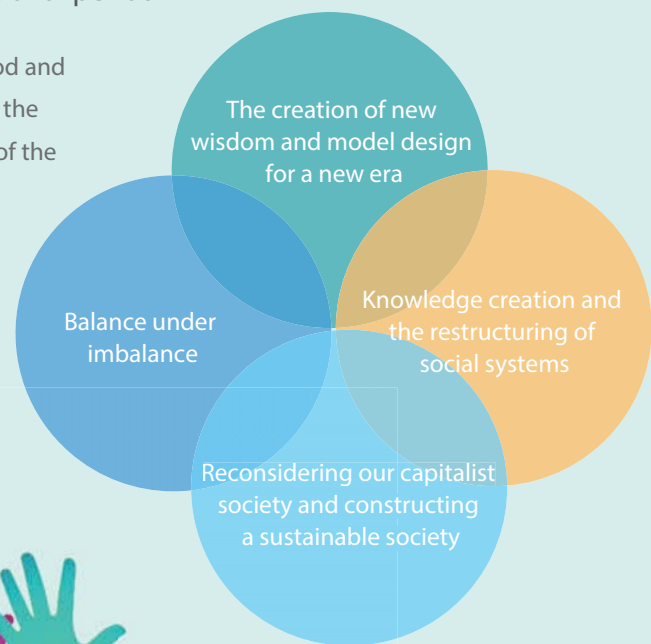 od and
the
of the
The creation of new
wisdom and model design
for a new era
Balance under
imbalance
Knowledge creation and
the restructuring of
social systems
Reconsidering our capitalist
society and constructing
a sustainable society